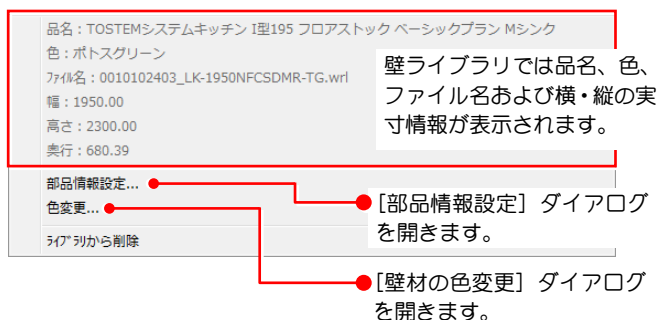 品名：TOSTEMシステムキッチン I型195 フロアストック ベーシックプラン Mシンク
色：ポトスグリーン
ﾌｧｲﾙ名：0010102403_LK-1950NFCSDMR-TG.wrl
幅：1950.00
高さ：2300.00
奥行：680.39
壁ライブラリでは品名、色、
ファイル名および横・縦の実
寸情報が表示されます。
部品情報設定...
色変更...
ﾗｲﾌﾞﾗﾘから削除
［部品情報設定］ダイアログ
を開きます。
［壁材の色変更］ダイアログ
を開きます。